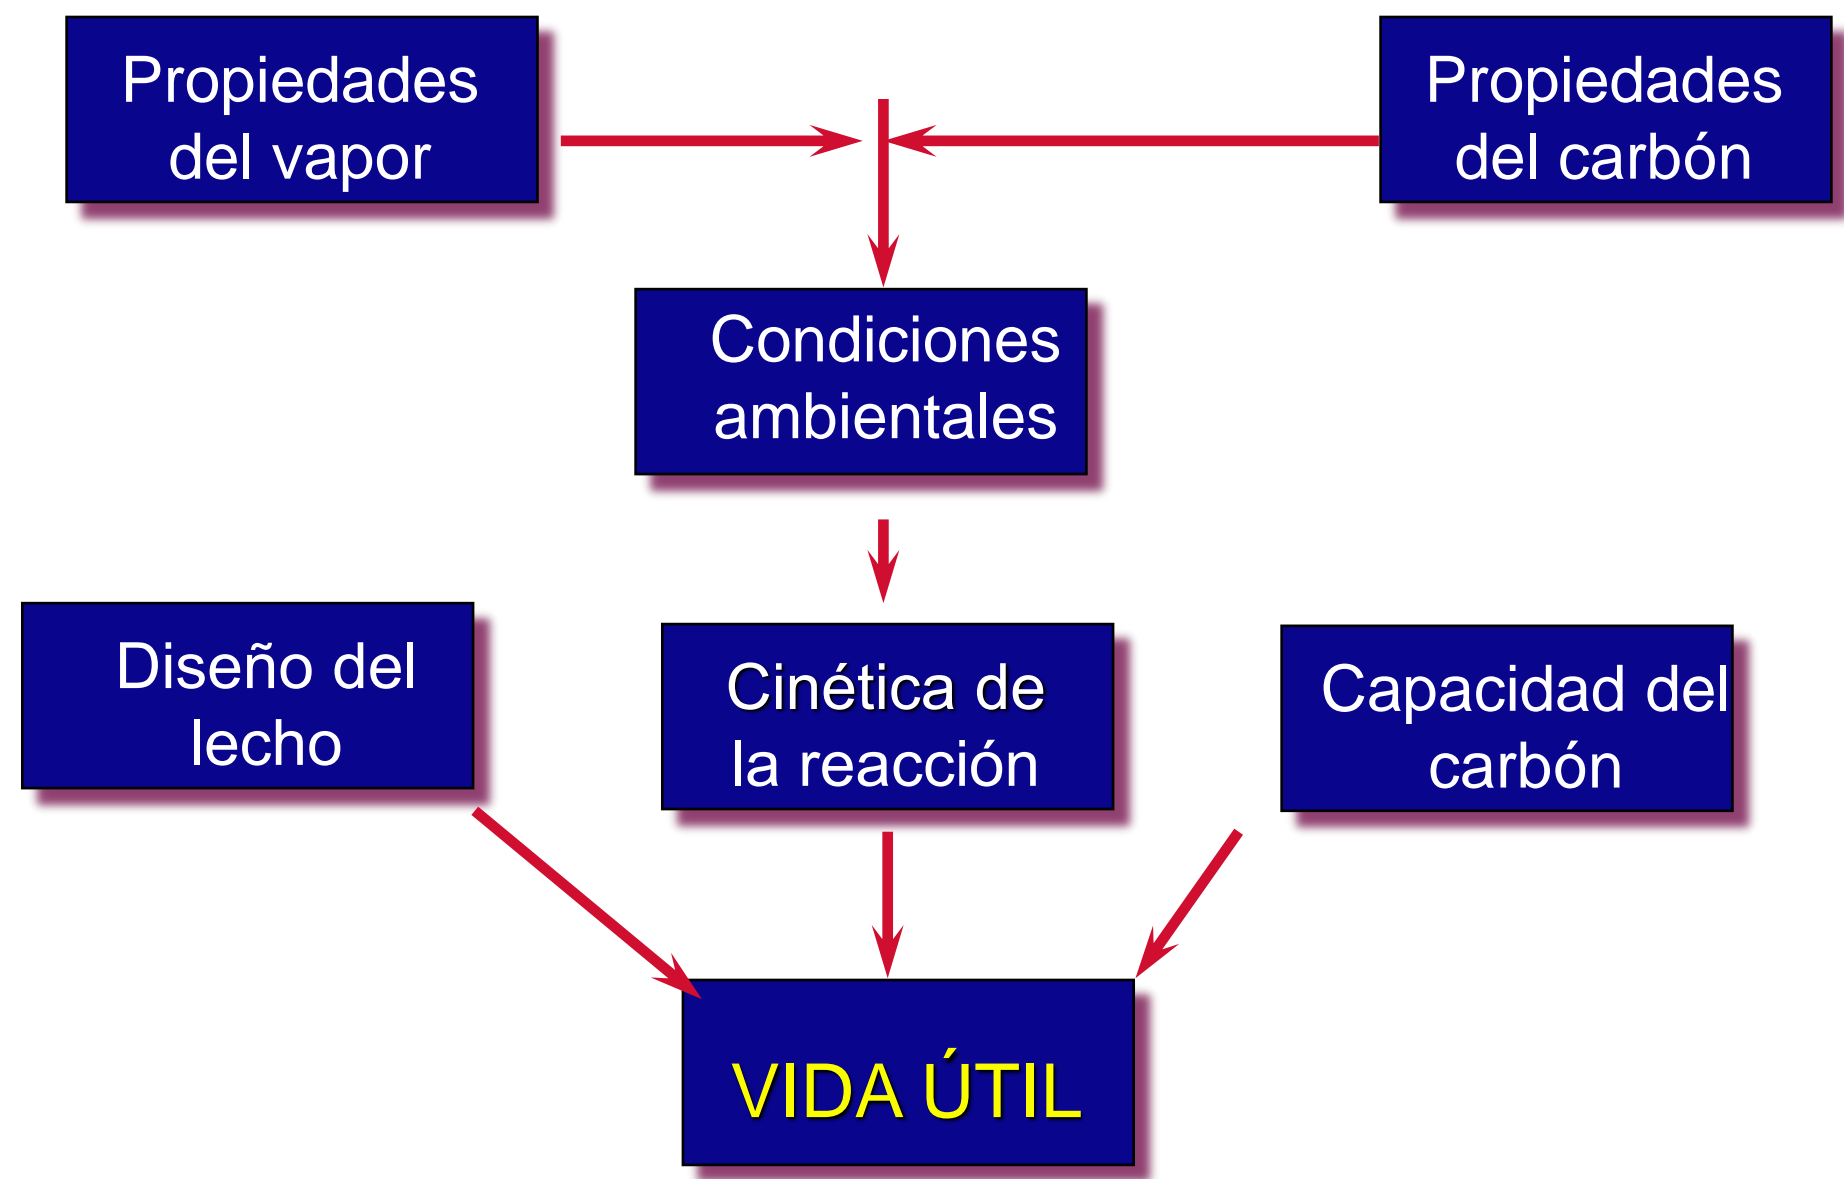 Propiedades
del vapor
Propiedades
del carbón
Condiciones
ambientales
Diseño del
lecho
Cinética de
la reacción
Capacidad del
carbón
VIDA ÚTIL